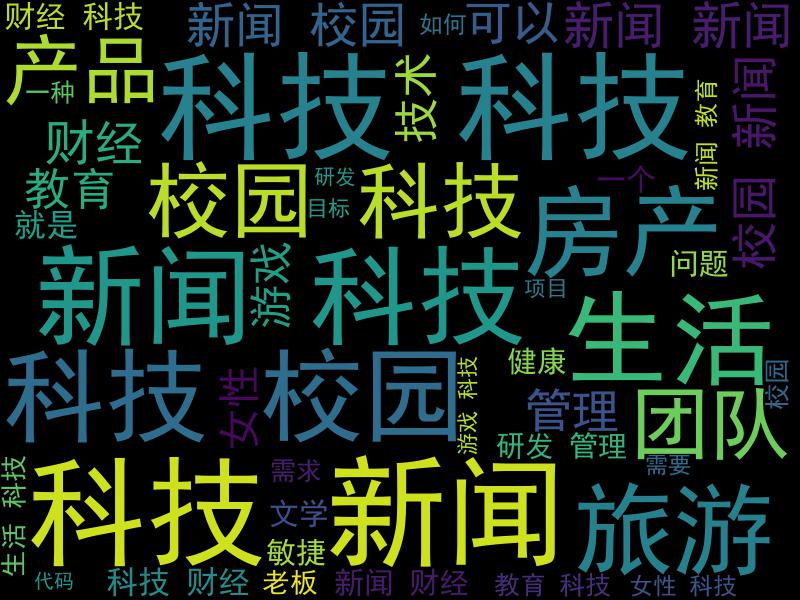 财经 科技
新闻 校园
如何
可以
新闻
新闻
产品
一种
科技
技术
科技
教育
新闻
新闻
财经
教育
就是
校园
研发
目标
科技
一个
校园
房产
新闻
游戏
科技
项目
问题
生活
科技
女性
校园
游戏 科技
健康
管理
校园
团队
研发 管理
需要
生活 科技
科技
需求
文学
敏捷
新闻
旅游
代码
科技 财经
老板
新闻 财经
教育 科技
女性 科技